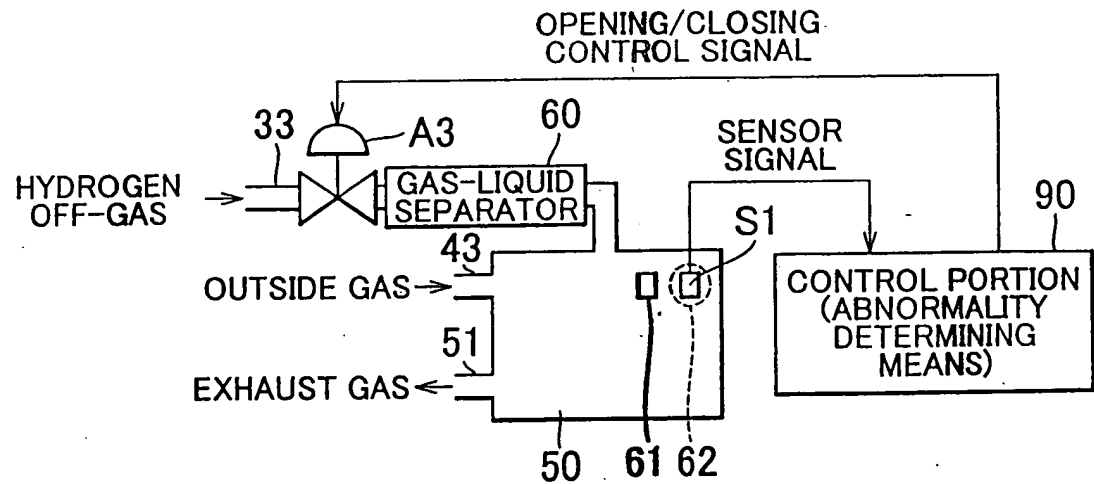 OPENING/CLOSING
CONTROL SIGNAL
33
A3
60
SENSOR
SIGNAL
HYDROGEN
OFF-GAS
GAS-LIQUID
SEPARATOR
90
S1
43
OUTSIDE GAS
CONTROL PORTION
(ABNORMALITY
DETERMINING
MEANS)
51
EXHAUST GAS
50
61
62